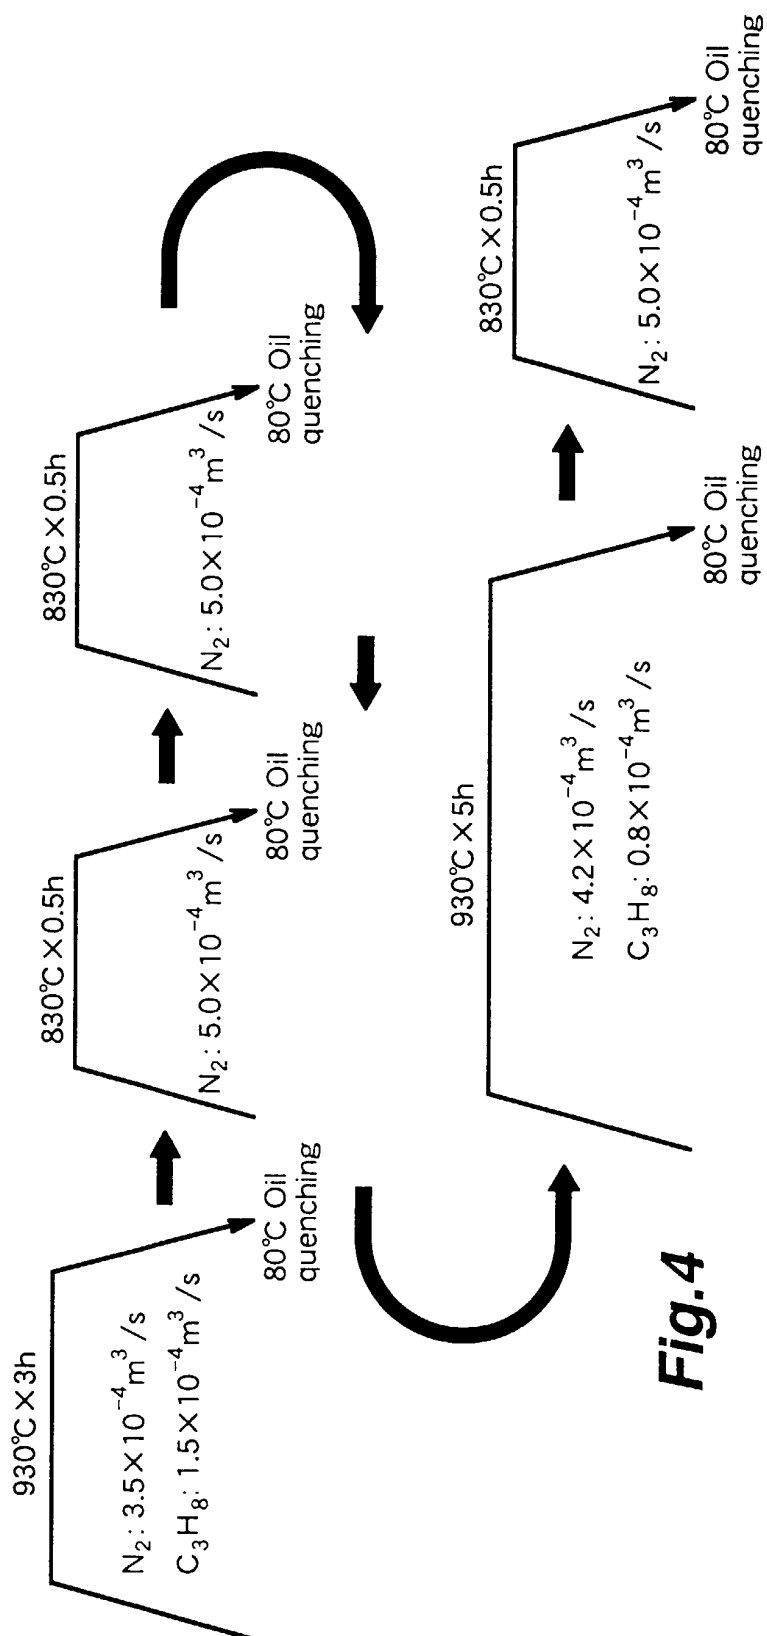 930℃×3h
N₂: 3.5×10⁻⁴m³/s
C₃H₈: 1.5×10⁻⁴m³/s
80℃ Oil
quenching
830℃×0.5h
N₂: 5.0×10⁻⁴m³/s
80℃ Oil
quenching
830℃×0.5h
N₂: 5.0×10⁻⁴m³/s
80℃ Oil
quenching
930℃×5h
N₂: 4.2×10⁻⁴m³/s
C₃H₈: 0.8×10⁻⁴m³/s
80℃ Oil
quenching
830℃×0.5h
N₂: 5.0×10⁻⁴m³/s
80℃ Oil
quenching
Fig.4